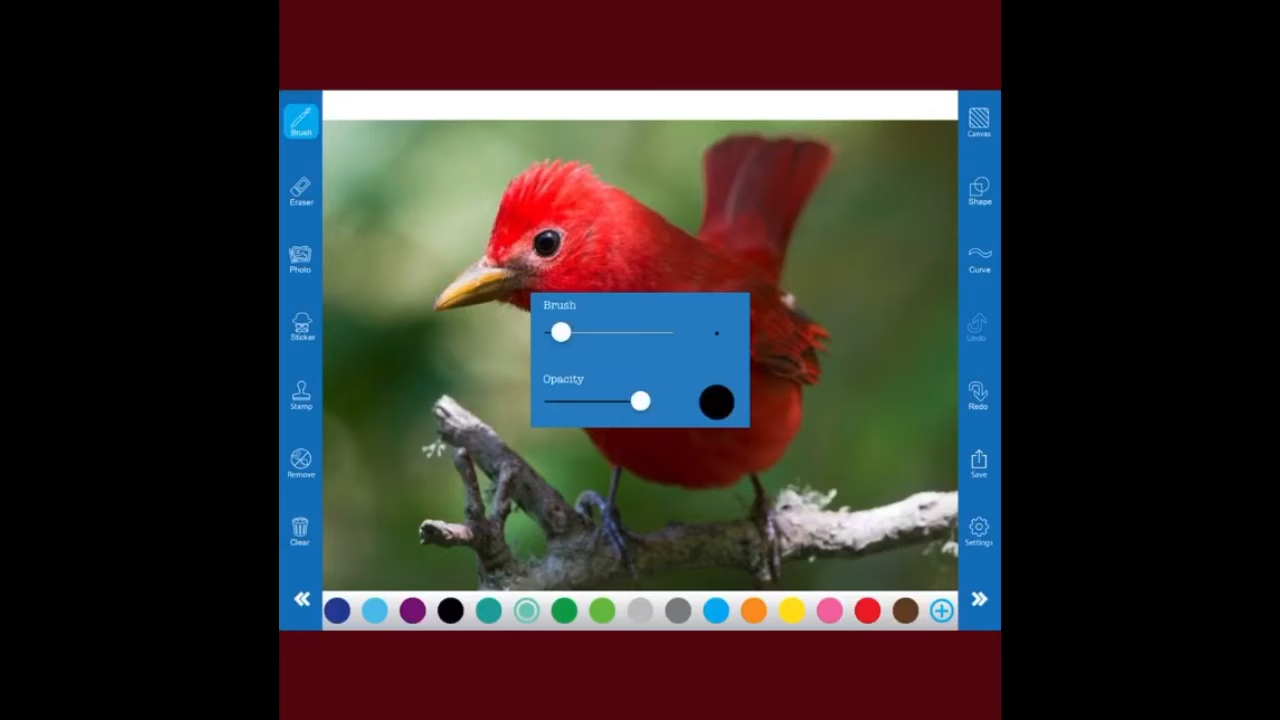 Brush
Eraser
Photo
Sticker
Stamp
Remove
Clear
Brush
Opacity
Canvas
Shape
Curve
Undo
Redo
Save
Settings